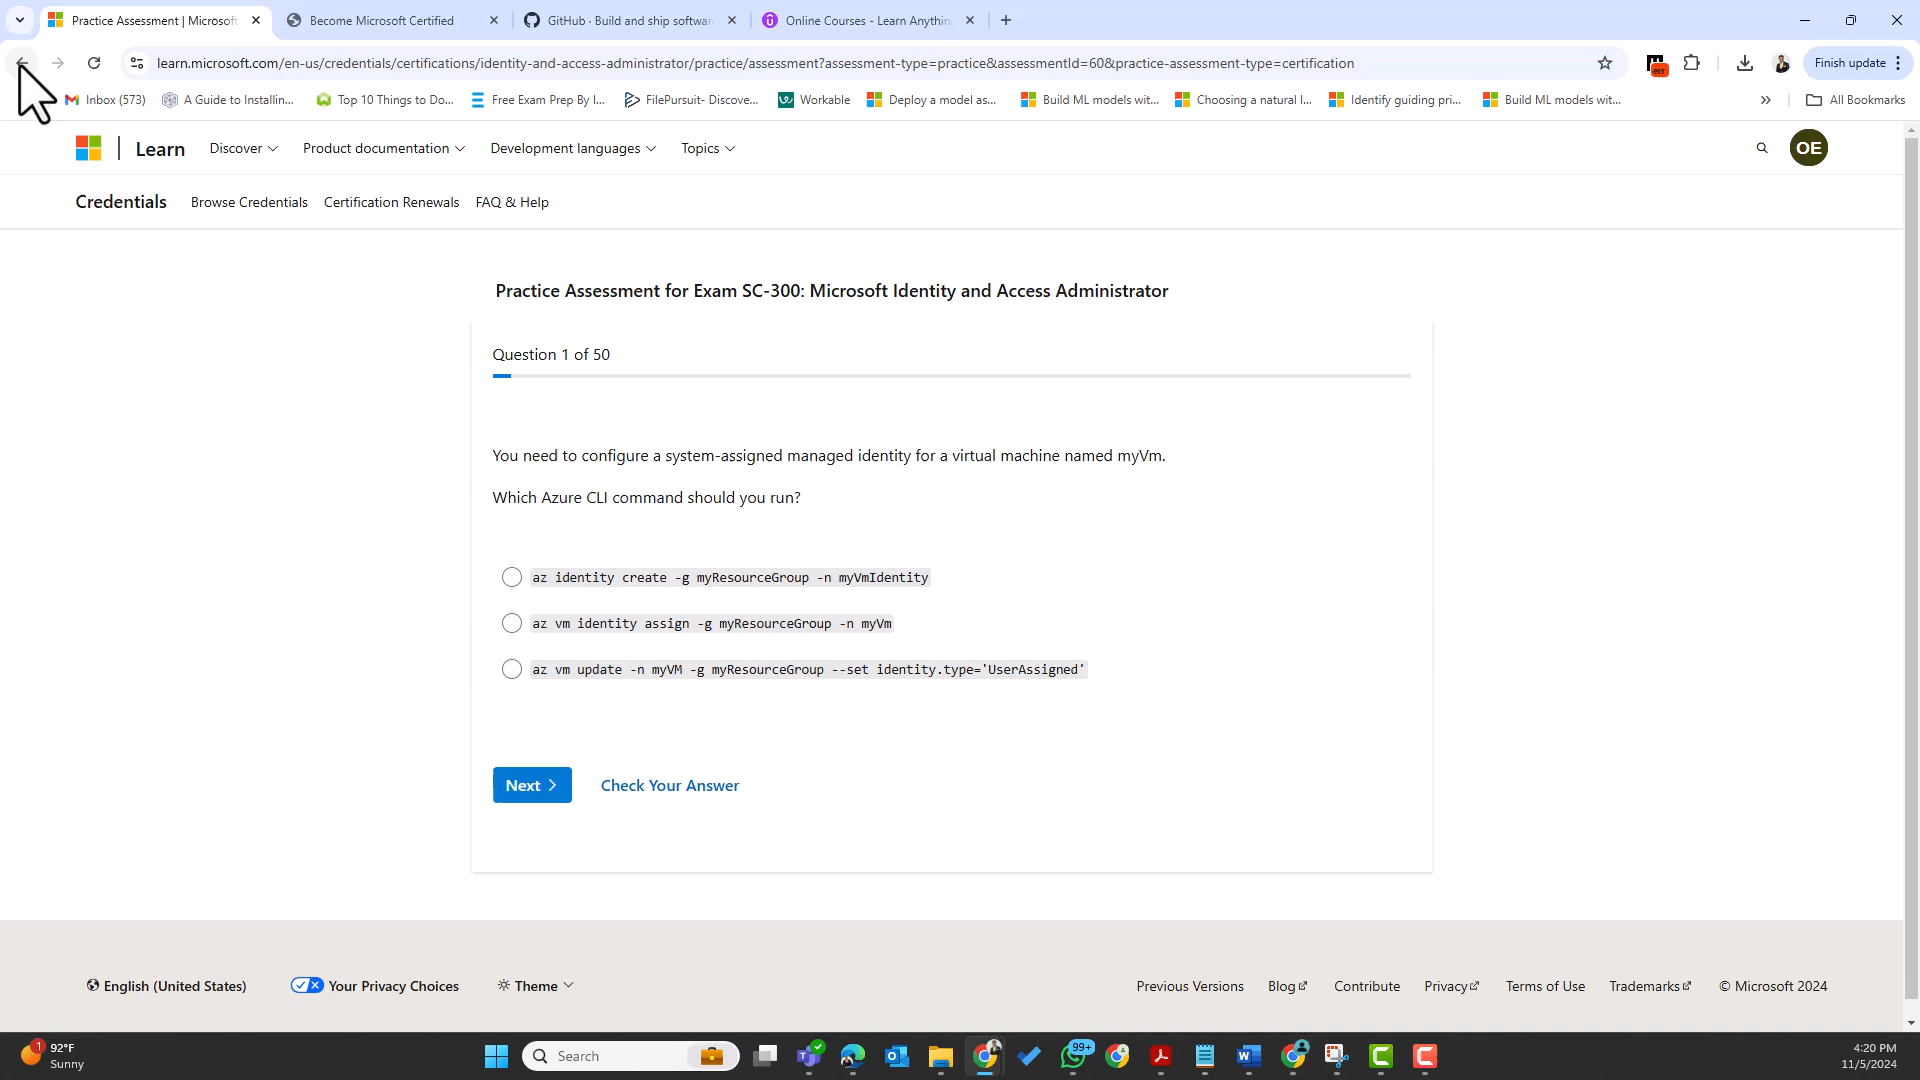 Practice Assessment | Microsoft
Become Microsoft Certified
GitHub · Build and ship software
Online Courses - Learn Anything
learn.microsoft.com/en-us/credentials/certifications/identity-and-access-administrator/practice/assessment?assessment-type=practice&assessmentId=60&practice-assessment-type=certification
err
Finish update
Inbox (573)
A Guide to Installin...
Top 10 Things to Do...
Free Exam Prep By I...
FilePursuit- Discove...
Workable
Deploy a model as...
Build ML models wit...
Choosing a natural l...
Identify guiding pri...
Build ML models wit...
»
All Bookmarks
Learn
Discover
Product documentation
Development languages
Topics
OE
Credentials
Browse Credentials
Certification Renewals
FAQ & Help
Practice Assessment for Exam SC-300: Microsoft Identity and Access Administrator
Question 1 of 50
You need to configure a system-assigned managed identity for a virtual machine named myVm.
Which Azure CLI command should you run?
az identity create -g myResourceGroup -n myVmIdentity
az vm identity assign -g myResourceGroup -n myVm
az vm update -n myVM -g myResourceGroup --set identity.type='UserAssigned'
Next
Check Your Answer
English (United States)
Your Privacy Choices
Theme
Previous Versions
Blog
Contribute
Privacy
Terms of Use
Trademarks
© Microsoft 2024
1
92°F
Sunny
Search
99+
4:20 PM
11/5/2024